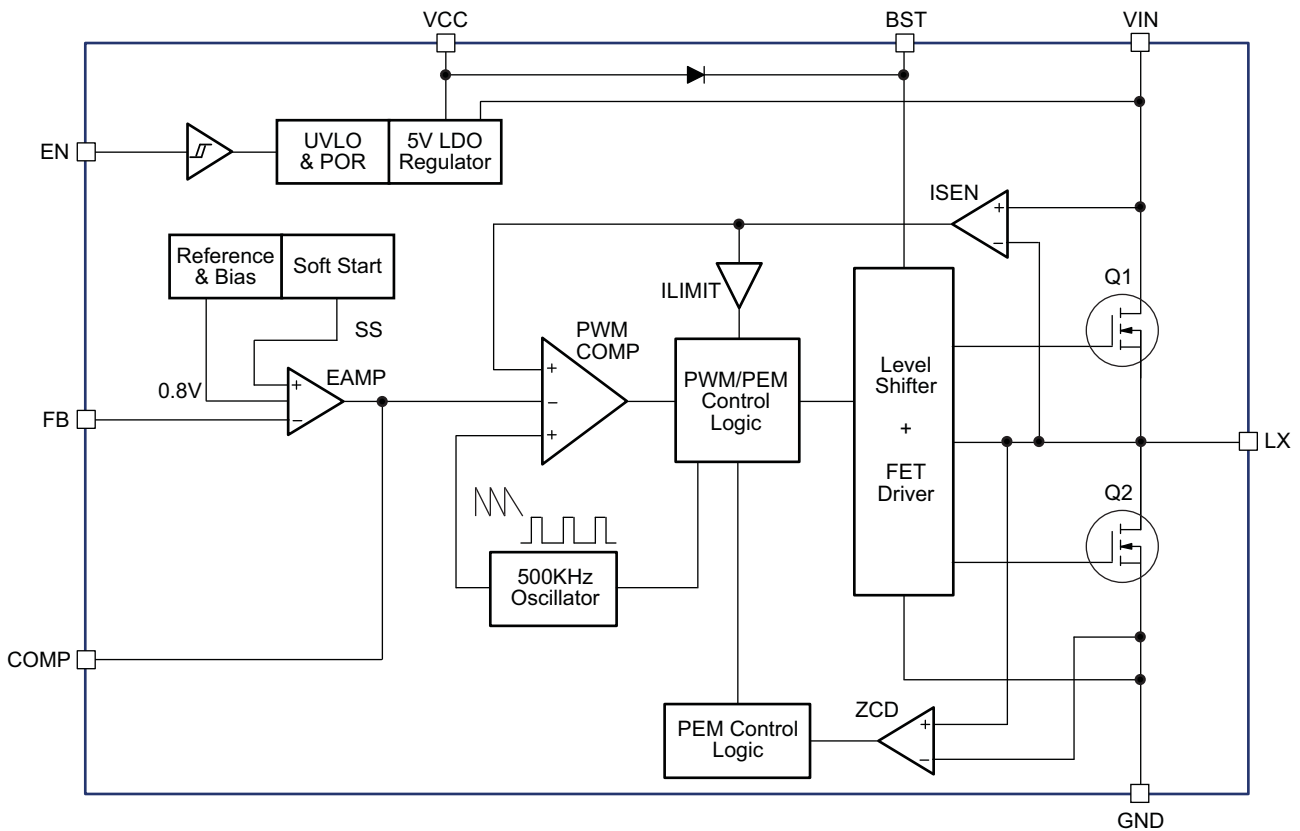 VCC
BST
VIN
EN
UVLO
& POR
5V LDO
Regulator
ISEN
+
−
Reference
& Bias
Soft Start
SS
ILIMIT
Q1
PWM
COMP
+
−
+
EAMP
+
−
0.8V
FB
PWM/PEM
Control
Logic
Level
Shifter
+
FET
Driver
LX
Q2
500KHz
Oscillator
COMP
PEM Control
Logic
ZCD
+
−
GND